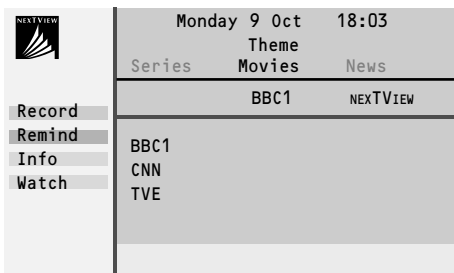 NEXTVIEW
Monday 9 Oct 18:03
Theme
Series Movies News
BBC1 NEXTVIEW
Record
Remind
Info
Watch
BBC1
CNN
TVE